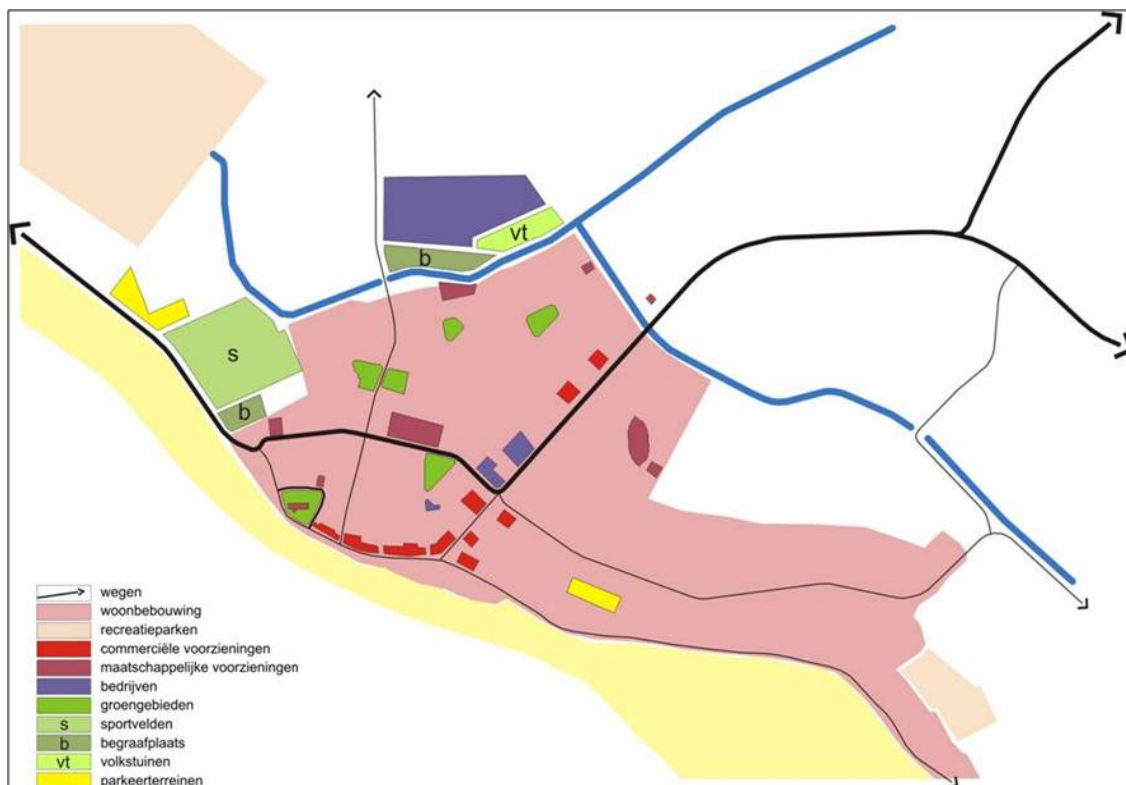 vt
b
s
b
wegen
woonbebouwing
recreatieparken
commerciële voorzieningen
maatschappelijke voorzieningen
bedrijven
groengebieden
s sportvelden
b begraafplaats
vt volkstuinen
parkeerterreinen